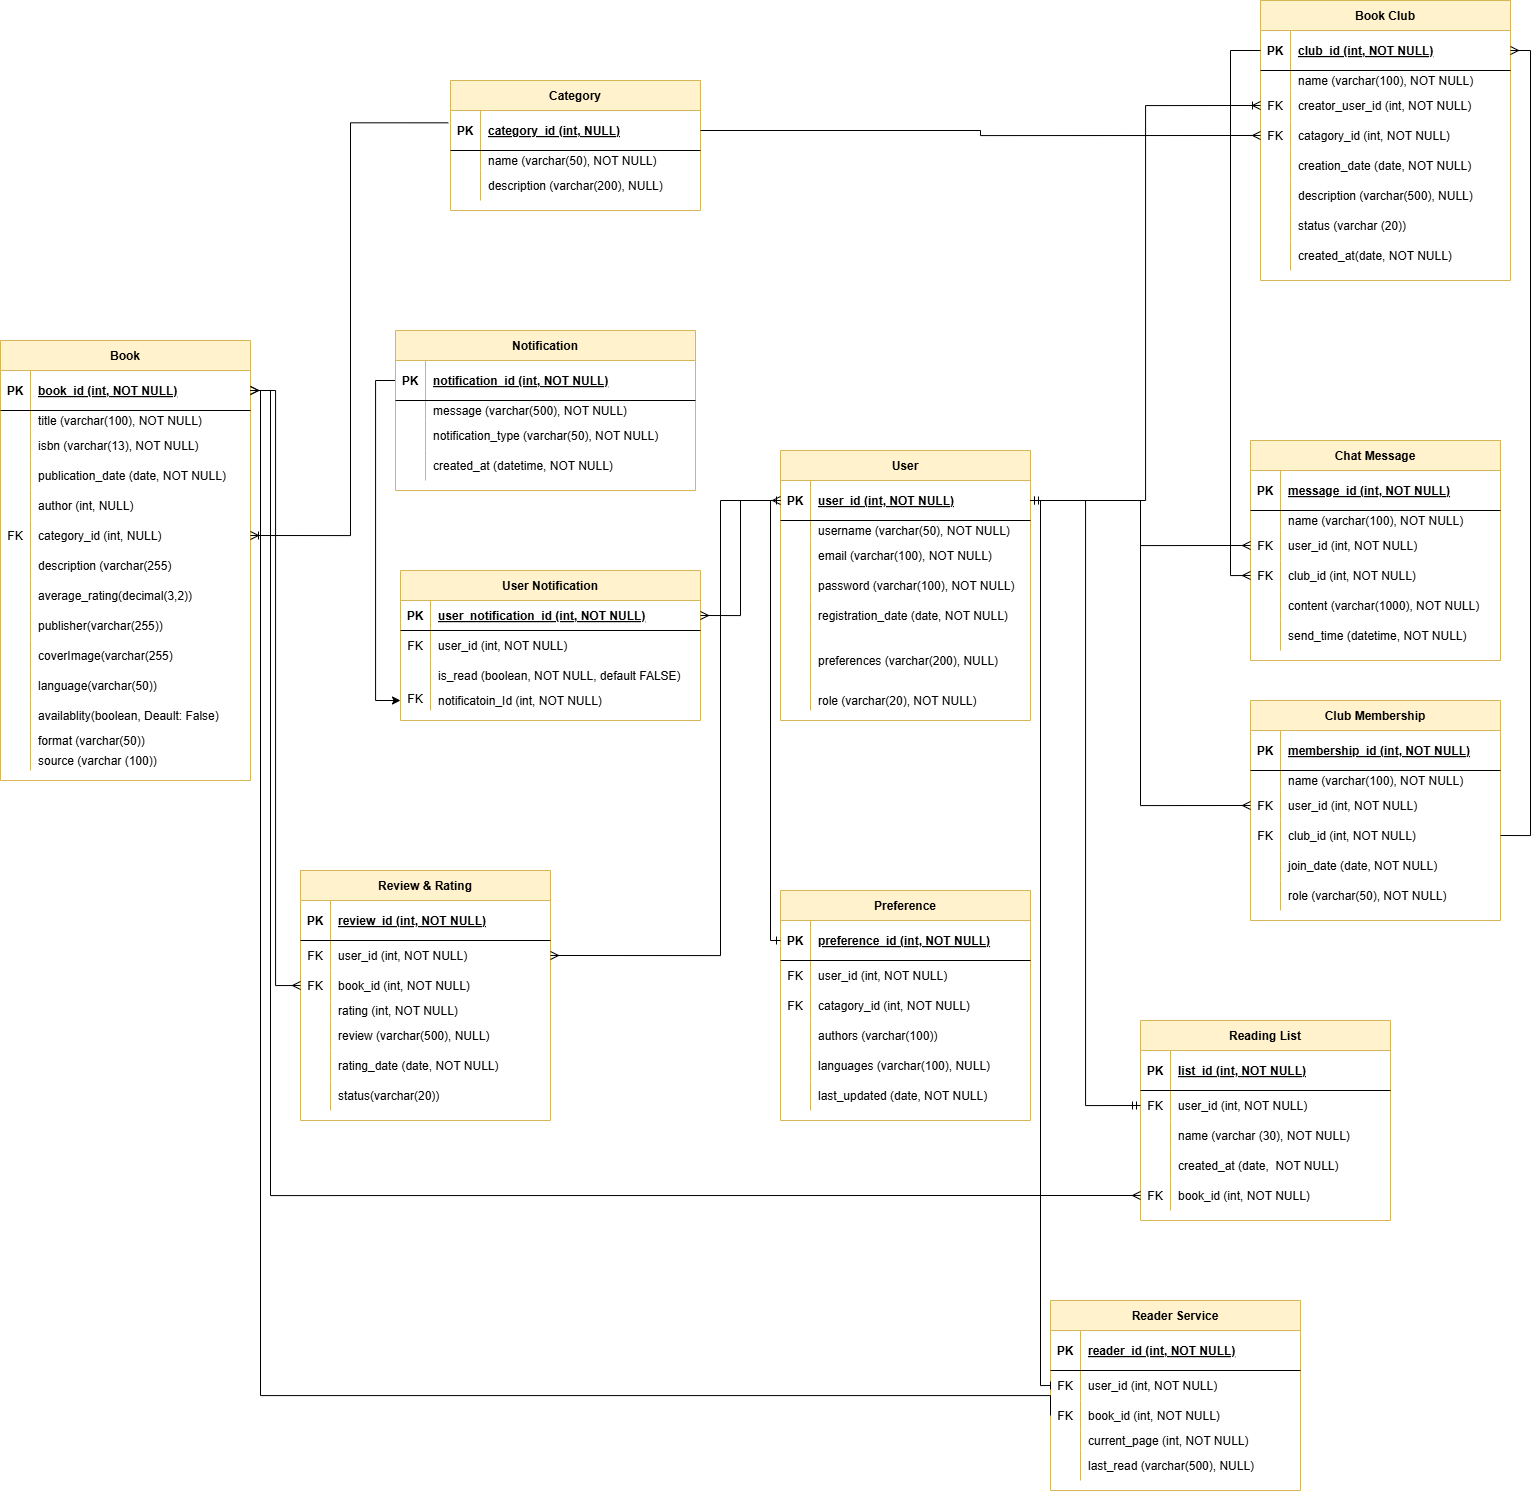 Book Club
PK club_id (int, NOT NULL)
name (varchar(100), NOT NULL)
FK creator_user_id (int, NOT NULL)
FK catagory_id (int, NOT NULL)
creation_date (date, NOT NULL)
description (varchar(500), NULL)
status (varchar (20))
created_at(date, NOT NULL)
Category
PK category_id (int, NULL)
name (varchar(50), NOT NULL)
description (varchar(200), NULL)
Notification
PK notification_id (int, NOT NULL)
message (varchar(500), NOT NULL)
notification_type (varchar(50), NOT NULL)
created_at (datetime, NOT NULL)
Book
PK book_id (int, NOT NULL)
title (varchar(100), NOT NULL)
isbn (varchar(13), NOT NULL)
publication_date (date, NOT NULL)
author (int, NULL)
FK category_id (int, NULL)
description (varchar(255)
average_rating(decimal(3,2))
publisher(varchar(255))
coverImage(varchar(255)
language(varchar(50))
availablity(boolean, Deault: False)
format (varchar(50))
source (varchar (100))
User
PK user_id (int, NOT NULL)
username (varchar(50), NOT NULL)
email (varchar(100), NOT NULL)
password (varchar(100), NOT NULL)
registration_date (date, NOT NULL)
preferences (varchar(200), NULL)
role (varchar(20), NOT NULL)
Chat Message
PK message_id (int, NOT NULL)
name (varchar(100), NOT NULL)
FK user_id (int, NOT NULL)
FK club_id (int, NOT NULL)
content (varchar(1000), NOT NULL)
send_time (datetime, NOT NULL)
User Notification
PK user_notification_id (int, NOT NULL)
FK user_id (int, NOT NULL)
is_read (boolean, NOT NULL, default FALSE)
FK notificatoin_Id (int, NOT NULL)
Club Membership
PK membership_id (int, NOT NULL)
name (varchar(100), NOT NULL)
FK user_id (int, NOT NULL)
FK club_id (int, NOT NULL)
join_date (date, NOT NULL)
role (varchar(50), NOT NULL)
Review & Rating
PK review_id (int, NOT NULL)
FK user_id (int, NOT NULL)
FK book_id (int, NOT NULL)
rating (int, NOT NULL)
review (varchar(500), NULL)
rating_date (date, NOT NULL)
status(varchar(20))
Preference
PK preference_id (int, NOT NULL)
FK user_id (int, NOT NULL)
FK catagory_id (int, NOT NULL)
authors (varchar(100))
languages (varchar(100), NULL)
last_updated (date, NOT NULL)
Reading List
PK list_id (int, NOT NULL)
FK user_id (int, NOT NULL)
name (varchar (30), NOT NULL)
created_at (date, NOT NULL)
FK book_id (int, NOT NULL)
Reader Service
PK reader_id (int, NOT NULL)
FK user_id (int, NOT NULL)
FK book_id (int, NOT NULL)
current_page (int, NOT NULL)
last_read (varchar(500), NULL)